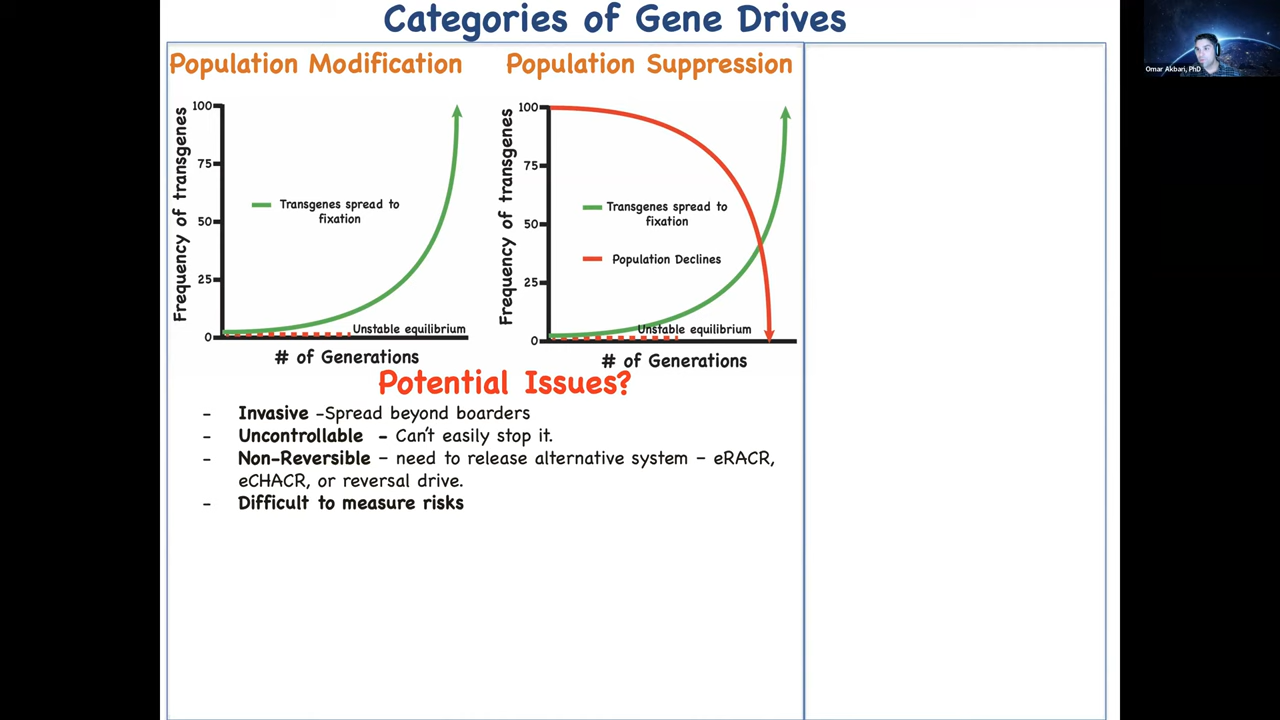 Categories of Gene Drives
Omar Akbari, PhD
Population Modification
Frequency of transgenes
100
75
50
25
0
Transgenes spread to
fixation
Unstable equilibrium
# of Generations
Population Suppression
Frequency of transgenes
100
75
50
25
0
Transgenes spread to
fixation
Population Declines
Unstable equilibrium
# of Generations
Potential Issues?
- Invasive -Spread beyond boarders
- Uncontrollable - Can't easily stop it.
- Non-Reversible – need to release alternative system – eRACR,
eCHACR, or reversal drive.
- Difficult to measure risks